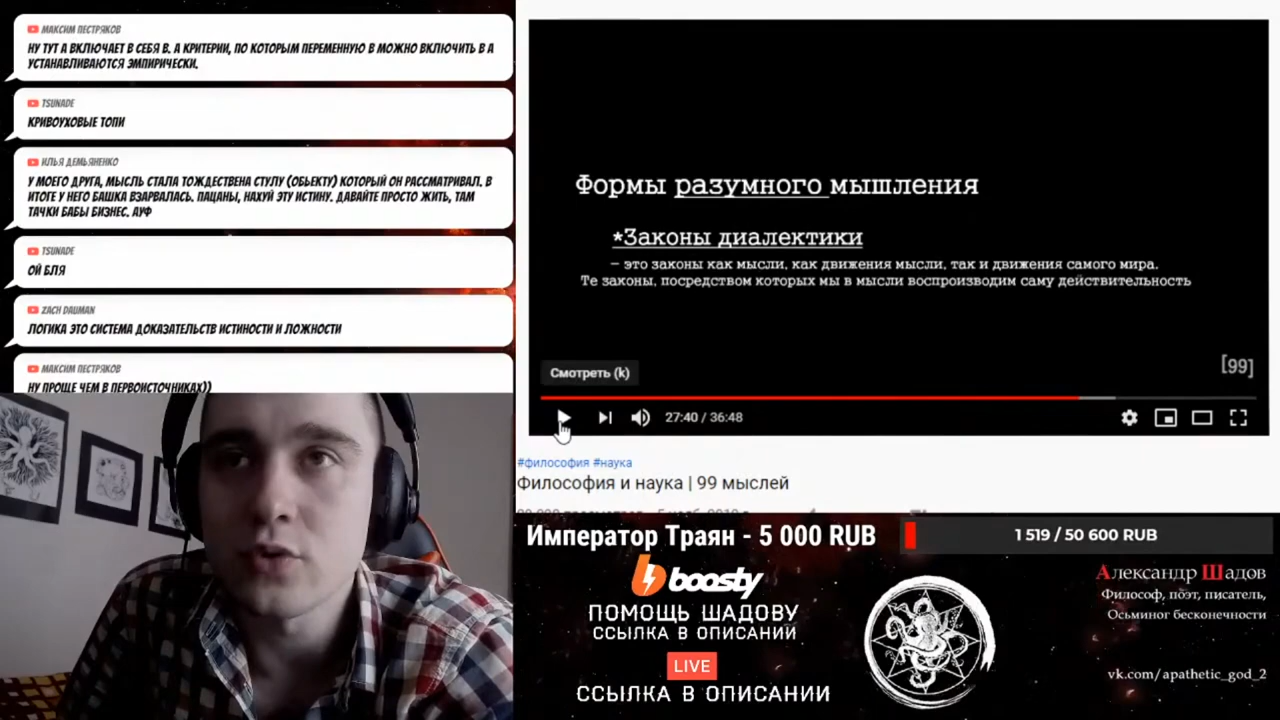 МАКСИМ ПЕСТРЯКОВ
НУ ТУТ А ВКЛЮЧАЕТ В СЕБЯ В. А КРИТЕРИИ, ПО КОТОРЫМ ПЕРЕМЕННУЮ В МОЖНО ВКЛЮЧИТЬ В А
УСТАНАВЛИВАЮТСЯ ЭМПИРИЧЕСКИ.
TSUNADE
КРИВОУХОВЫЕ ТОПИ
ИЛЬЯ ДЕМЬЯНЕНКО
У МОЕГО ДРУГА, МЫСЛЬ СТАЛА ТОЖДЕСТВЕНА СТУЛУ (ОБЬЕКТУ) КОТОРЫЙ ОН РАССМАТРИВАЛ. В
ИТОГЕ У НЕГО БАШКА ВЗАРВАЛАСЬ. ПАЦАНЫ, НАХУЙ ЭТУ ИСТИНУ. ДАВАЙТЕ ПРОСТО ЖИТЬ, ТАМ
ТАЧКИ БАБЫ БИЗНЕС. АУФ
TSUNADE
ОЙ БЛЯ
ZACH DAUMAN
ЛОГИКА ЭТО СИСТЕМА ДОКАЗАТЕЛЬСТВ ИСТИНОСТИ И ЛОЖНОСТИ
МАКСИМ ПЕСТРЯКОВ
НУ ПРОЩЕ ЧЕМ В ПЕРВОИСТОЧНИКАХ))
Формы разумного мышления
*Законы диалектики
– это законы как мысли, как движения мысли, так и движения самого мира.
Те законы, посредством которых мы в мысли воспроизводим саму действительность
[99]
Смотреть (k)
27:40 / 36:48
#философия #наука
Философия и наука | 99 мыслей
Император Траян - 5 000 RUB
1 519 / 50 600 RUB
boosty
ПОМОЩЬ ШАДОВУ
ССЫЛКА В ОПИСАНИИ
LIVE
ССЫЛКА В ОПИСАНИИ
Александр Шадов
Философ, поэт, писатель,
Осьминог бесконечности
vk.com/apathetic_god_2